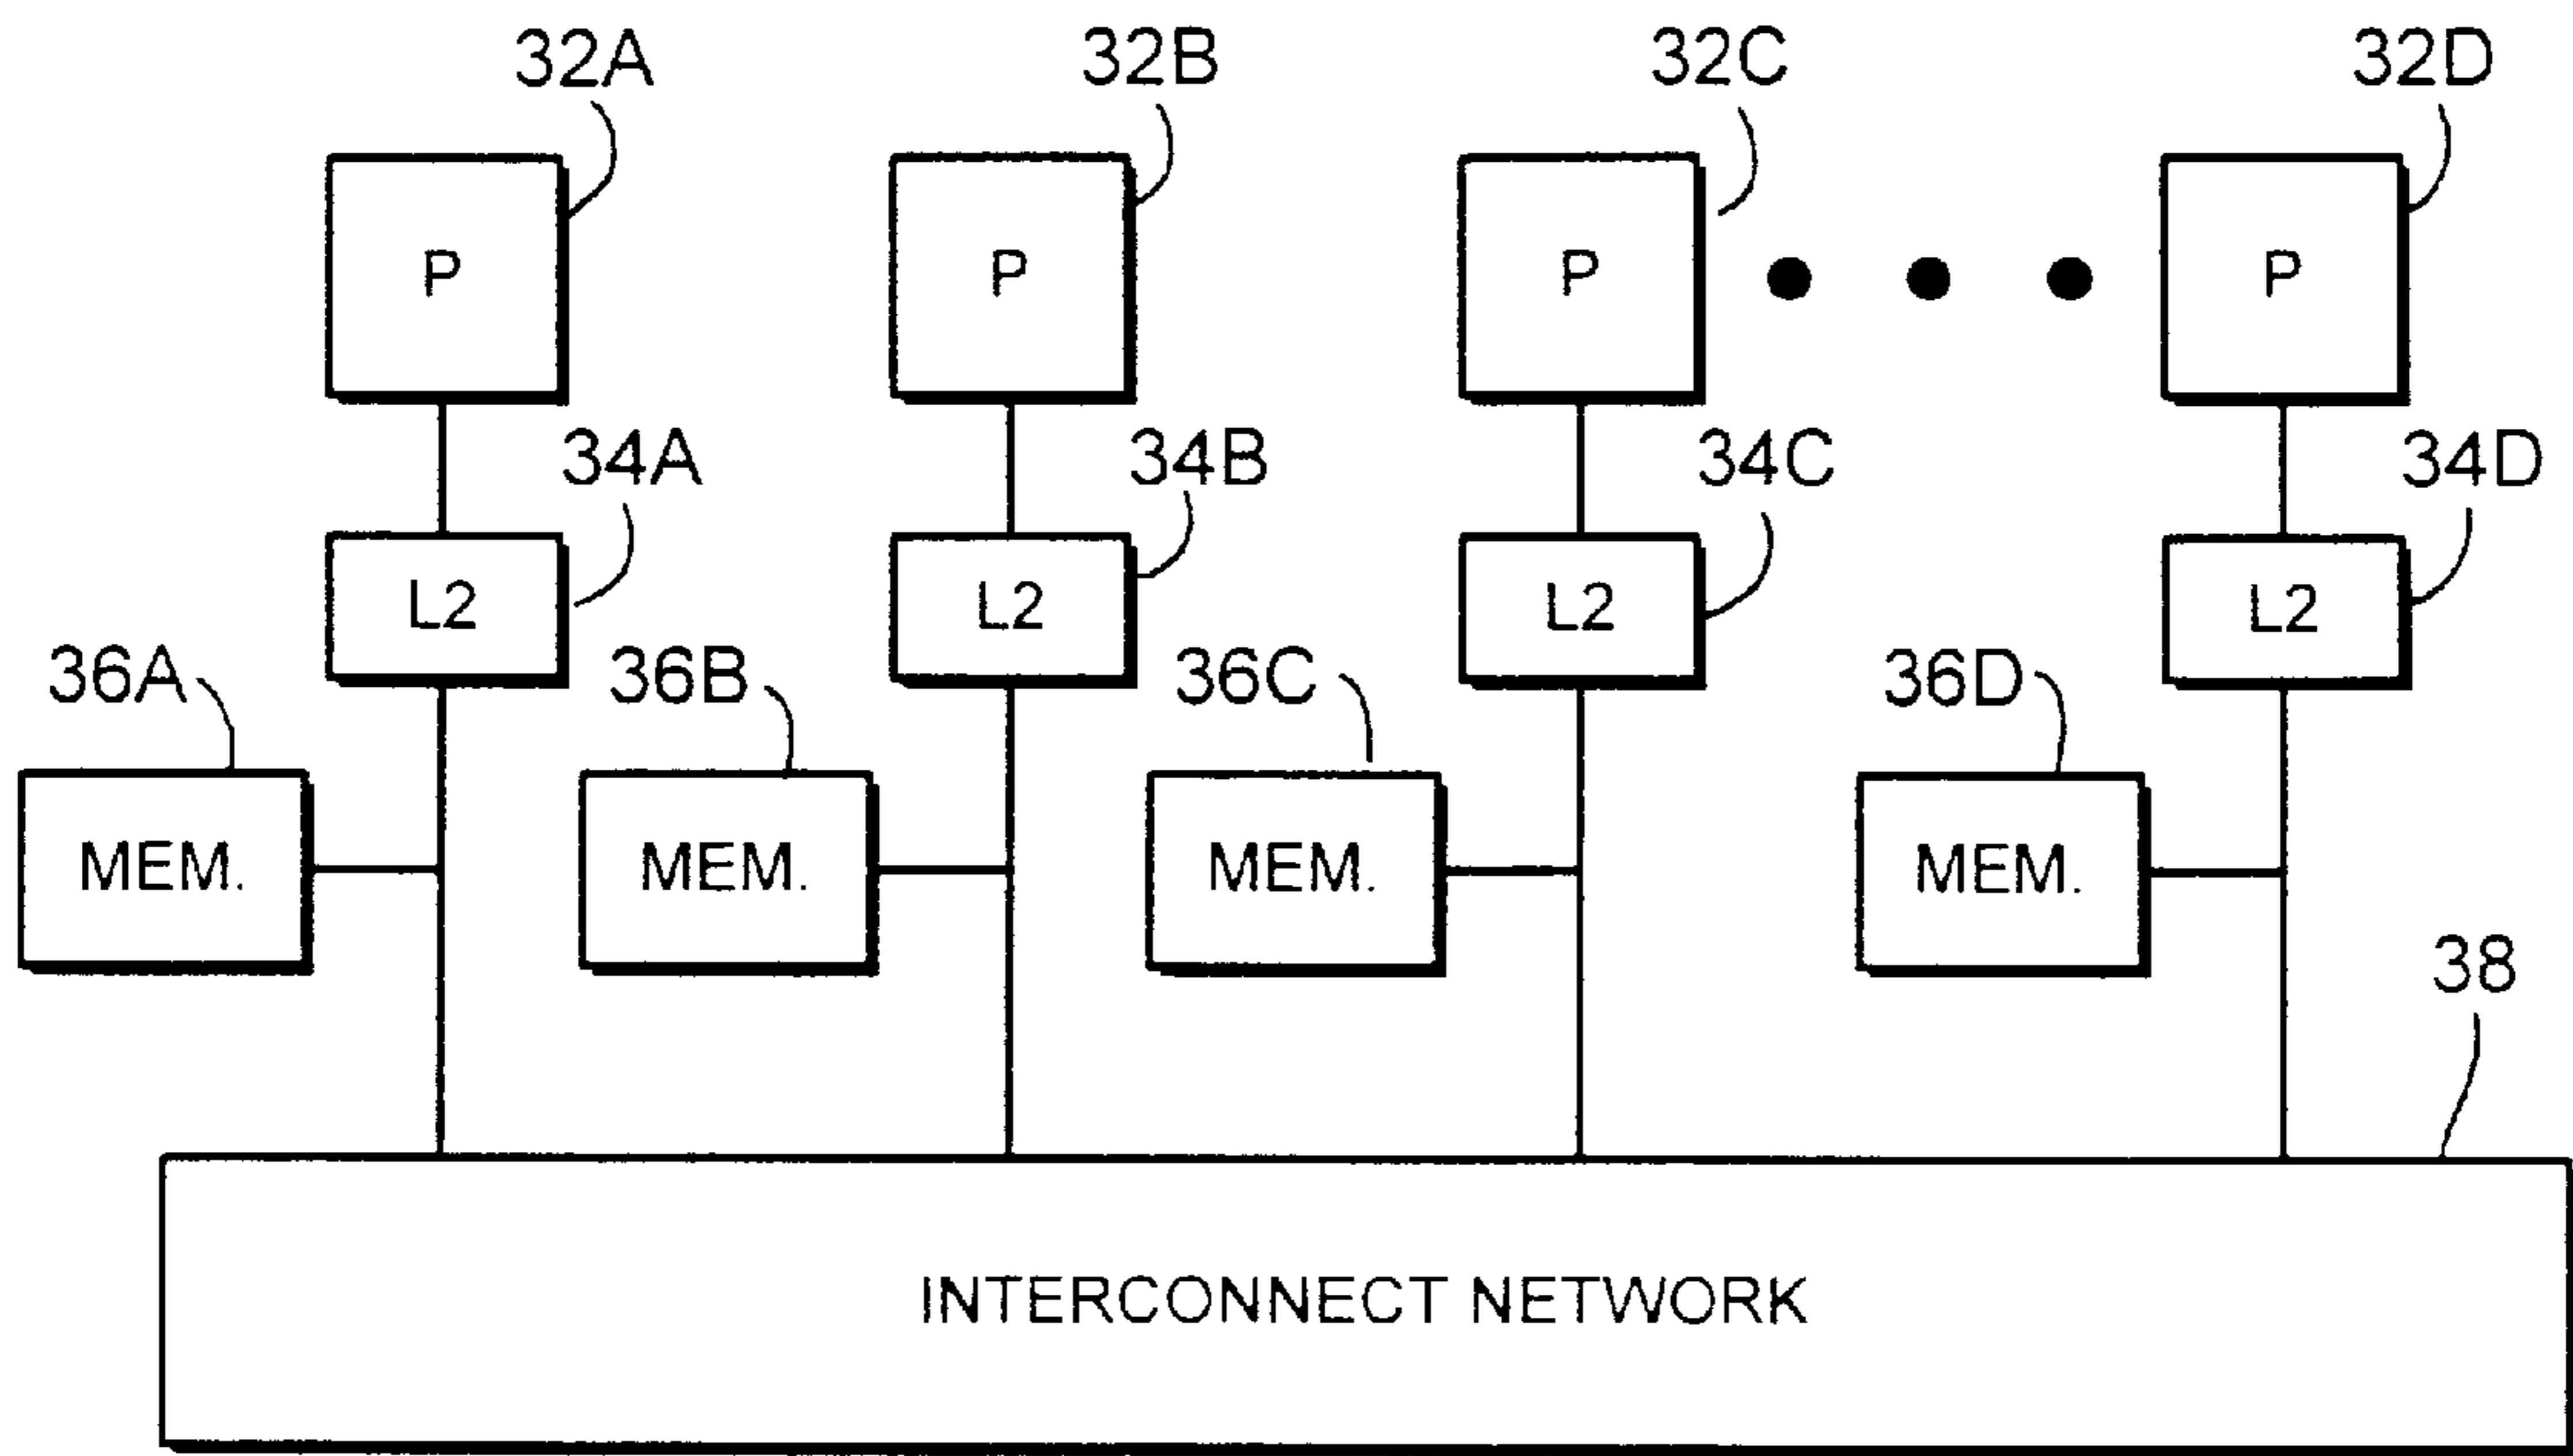 32A 32B 32C 32D
P P P P
34A 34B 34C 34D
L2 L2 L2 L2
36A 36B 36C 36D
MEM. MEM. MEM. MEM.
38
INTERCONNECT NETWORK